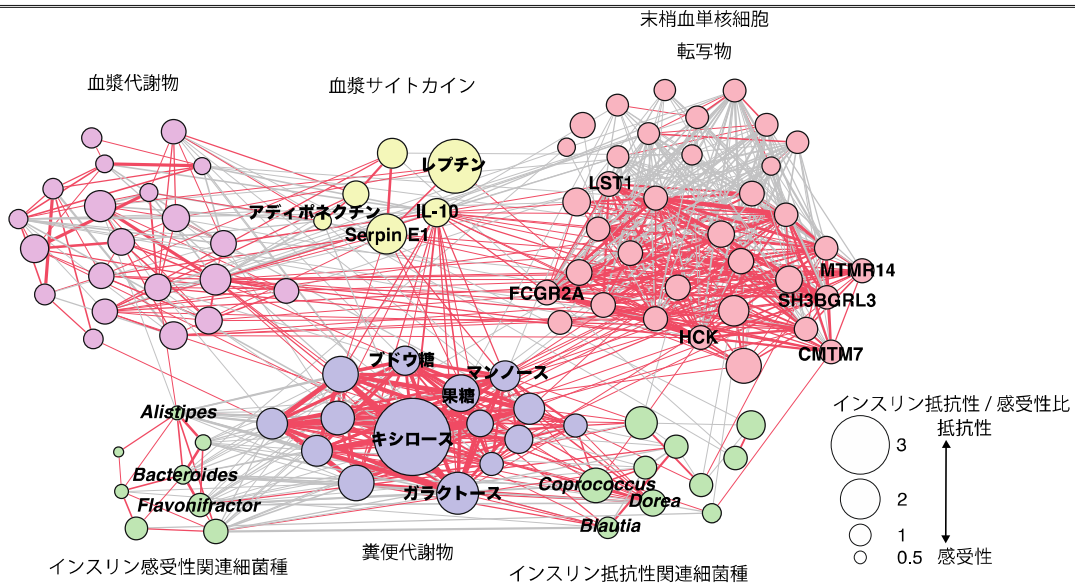 末梢血単核細胞
転写物
血漿代謝物
血漿サイトカイン
レプチン
LST1
アディポネクチン
IL-10
Serpin E1
MTMR14
FCGR2A
SH3BGRL3
HCK
CMTM7
ブドウ糖
マンノース
果糖
キシロース
ガラクトース
Alistipes
Bacteroides
Flavonifractor
Coprococcus
Dorea
Blautia
インスリン感受性関連細菌種
糞便代謝物
インスリン抵抗性関連細菌種
インスリン抵抗性 / 感受性比
抵抗性
3
2
1
0.5
感受性